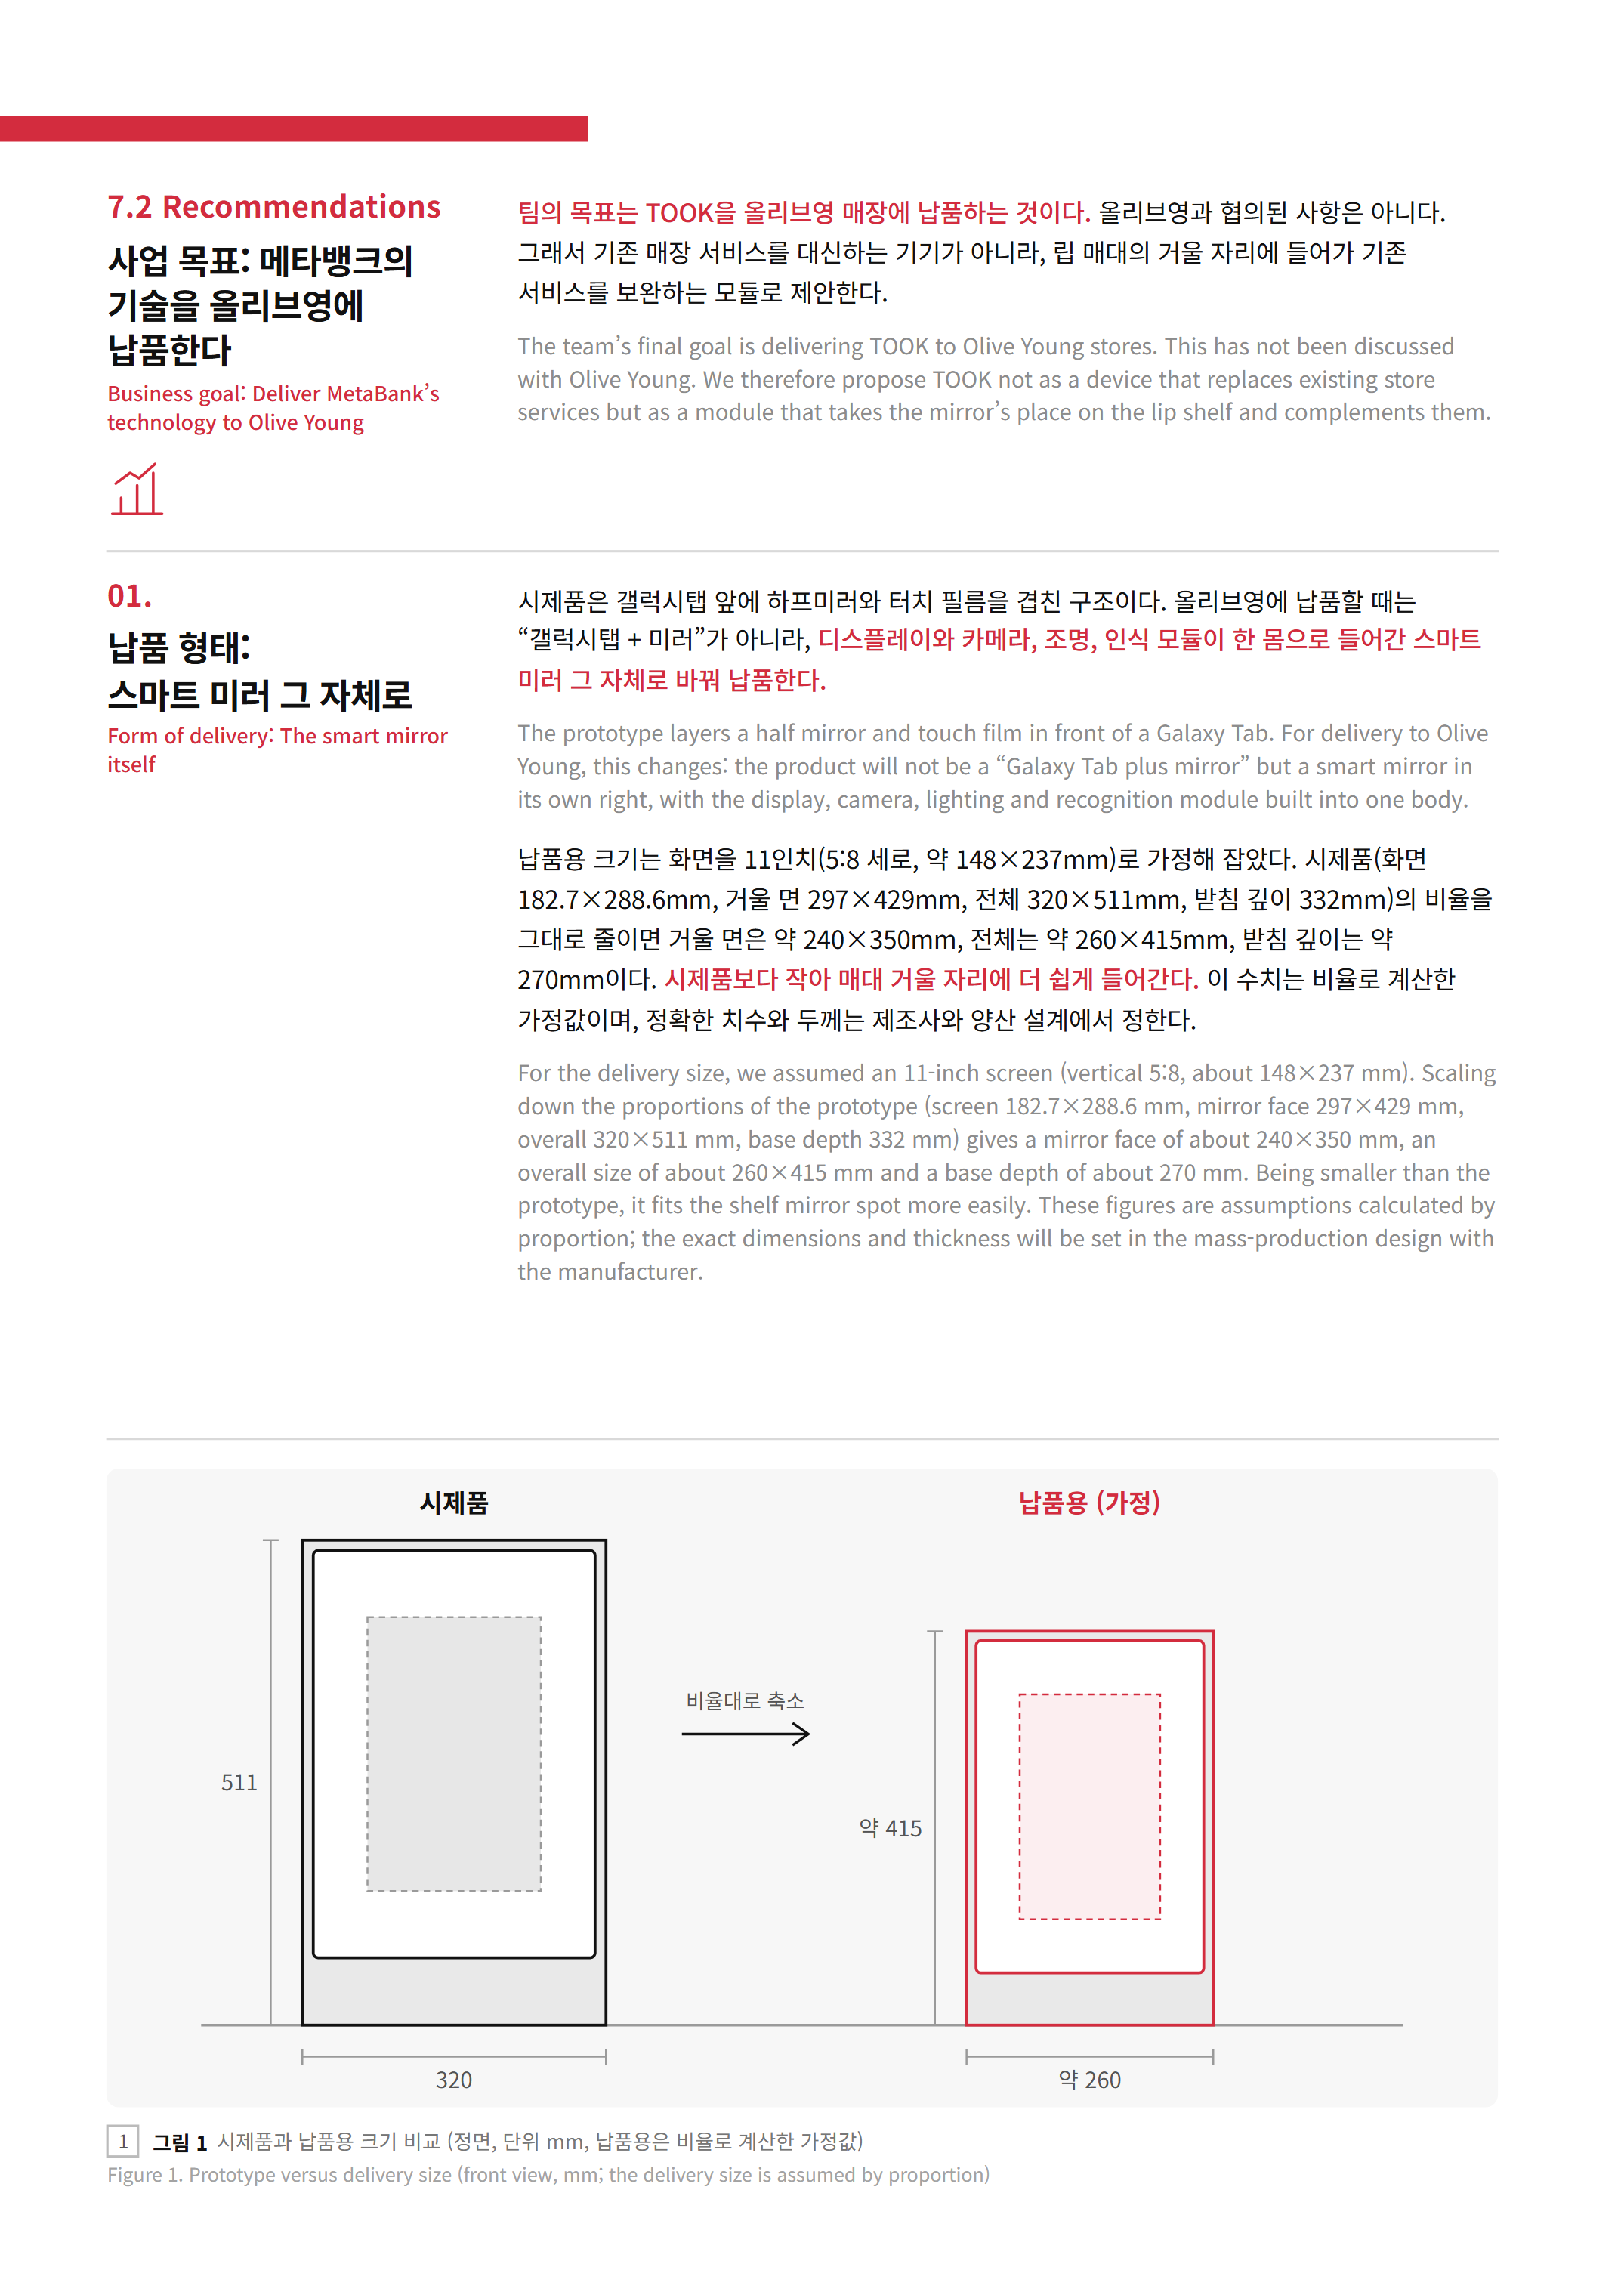 7.2 Recommendations
사업 목표: 메타뱅크의
기술을 올리브영에
납품한다
Business goal: Deliver MetaBank’s
technology to Olive Young
팀의 목표는 TOOK을 올리브영 매장에 납품하는 것이다. 올리브영과 협의된 사항은 아니다.
그래서 기존 매장 서비스를 대신하는 기기가 아니라, 립 매대의 거울 자리에 들어가 기존
서비스를 보완하는 모듈로 제안한다.
The team’s final goal is delivering TOOK to Olive Young stores. This has not been discussed
with Olive Young. We therefore propose TOOK not as a device that replaces existing store
services but as a module that takes the mirror’s place on the lip shelf and complements them.
01.
납품 형태:
스마트 미러 그 자체로
Form of delivery: The smart mirror
itself
시제품은 갤럭시탭 앞에 하프미러와 터치 필름을 겹친 구조이다. 올리브영에 납품할 때는
“갤럭시탭 + 미러”가 아니라, 디스플레이와 카메라, 조명, 인식 모듈이 한 몸으로 들어간 스마트
미러 그 자체로 바꿔 납품한다.
The prototype layers a half mirror and touch film in front of a Galaxy Tab. For delivery to Olive
Young, this changes: the product will not be a “Galaxy Tab plus mirror” but a smart mirror in
its own right, with the display, camera, lighting and recognition module built into one body.
납품용 크기는 화면을 11인치(5:8 세로, 약 148×237mm)로 가정해 잡았다. 시제품(화면
182.7×288.6mm, 거울 면 297×429mm, 전체 320×511mm, 받침 깊이 332mm)의 비율을
그대로 줄이면 거울 면은 약 240×350mm, 전체는 약 260×415mm, 받침 깊이는 약
270mm이다. 시제품보다 작아 매대 거울 자리에 더 쉽게 들어간다. 이 수치는 비율로 계산한
가정값이며, 정확한 치수와 두께는 제조사와 양산 설계에서 정한다.
For the delivery size, we assumed an 11-inch screen (vertical 5:8, about 148×237 mm). Scaling
down the proportions of the prototype (screen 182.7×288.6 mm, mirror face 297×429 mm,
overall 320×511 mm, base depth 332 mm) gives a mirror face of about 240×350 mm, an
overall size of about 260×415 mm and a base depth of about 270 mm. Being smaller than the
prototype, it fits the shelf mirror spot more easily. These figures are assumptions calculated by
proportion; the exact dimensions and thickness will be set in the mass-production design with
the manufacturer.
시제품
납품용 (가정)
비율대로 축소
511
약 415
320
약 260
1 그림 1 시제품과 납품용 크기 비교 (정면, 단위 mm, 납품용은 비율로 계산한 가정값)
Figure 1. Prototype versus delivery size (front view, mm; the delivery size is assumed by proportion)